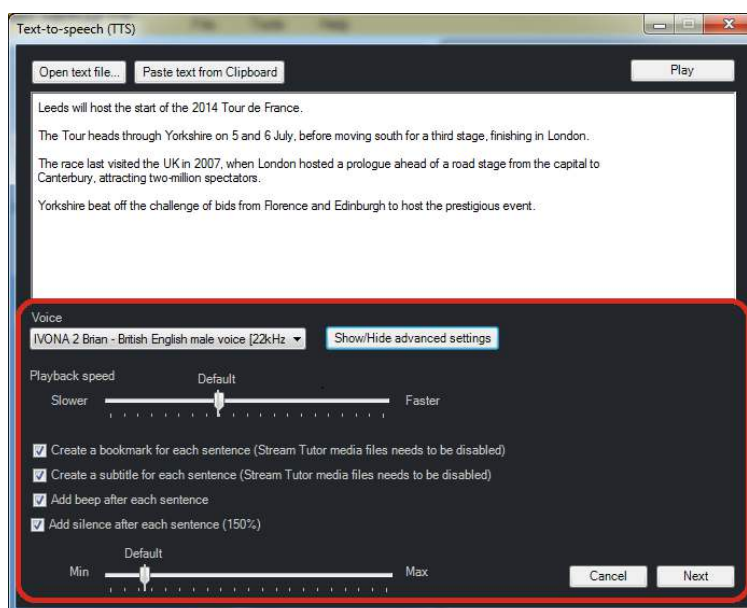 Text-to-speech (TTS)
File Tools Help
Open text file... Paste text from Clipboard Play
Leeds will host the start of the 2014 Tour de France.
The Tour heads through Yorkshire on 5 and 6 July, before moving south for a third stage, finishing in London.
The race last visited the UK in 2007, when London hosted a prologue ahead of a road stage from the capital to
Canterbury, attracting two-million spectators.
Yorkshire beat off the challenge of bids from Florence and Edinburgh to host the prestigious event.
Voice
IVONA 2 Brian - British English male voice [22kHz Show/Hide advanced settings
Playback speed Default
Slower Faster
Create a bookmark for each sentence (Stream Tutor media files needs to be disabled)
Create a subtitle for each sentence (Stream Tutor media files needs to be disabled)
Add beep after each sentence
Add silence after each sentence (150%)
Default
Min Max
Cancel Next